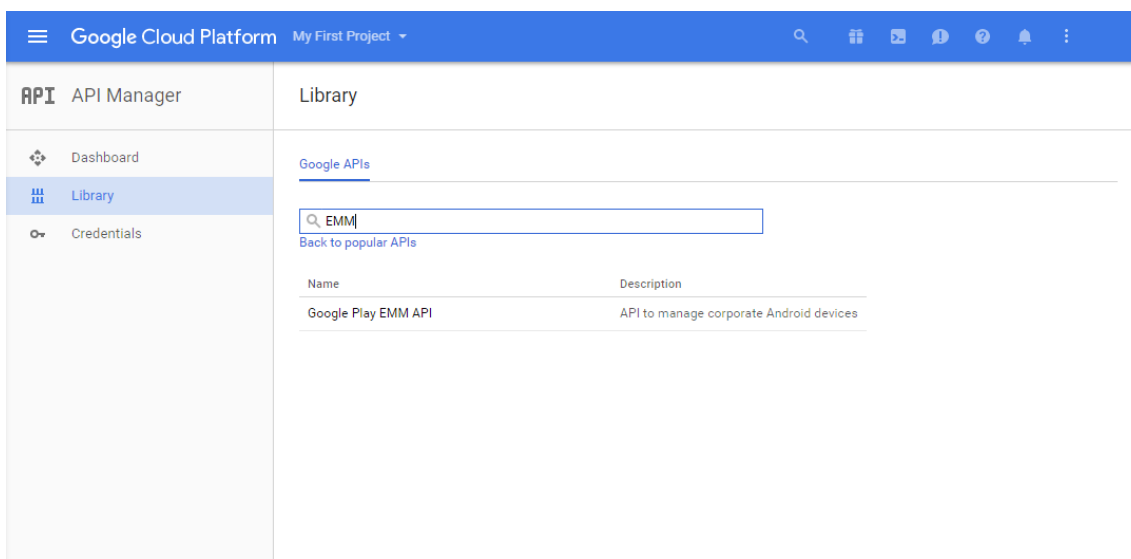 Google Cloud Platform My First Project
API API Manager
Library
Dashboard
Library
Credentials
Google APIs
EMM
Back to popular APIs
Name Description
Google Play EMM API API to manage corporate Android devices